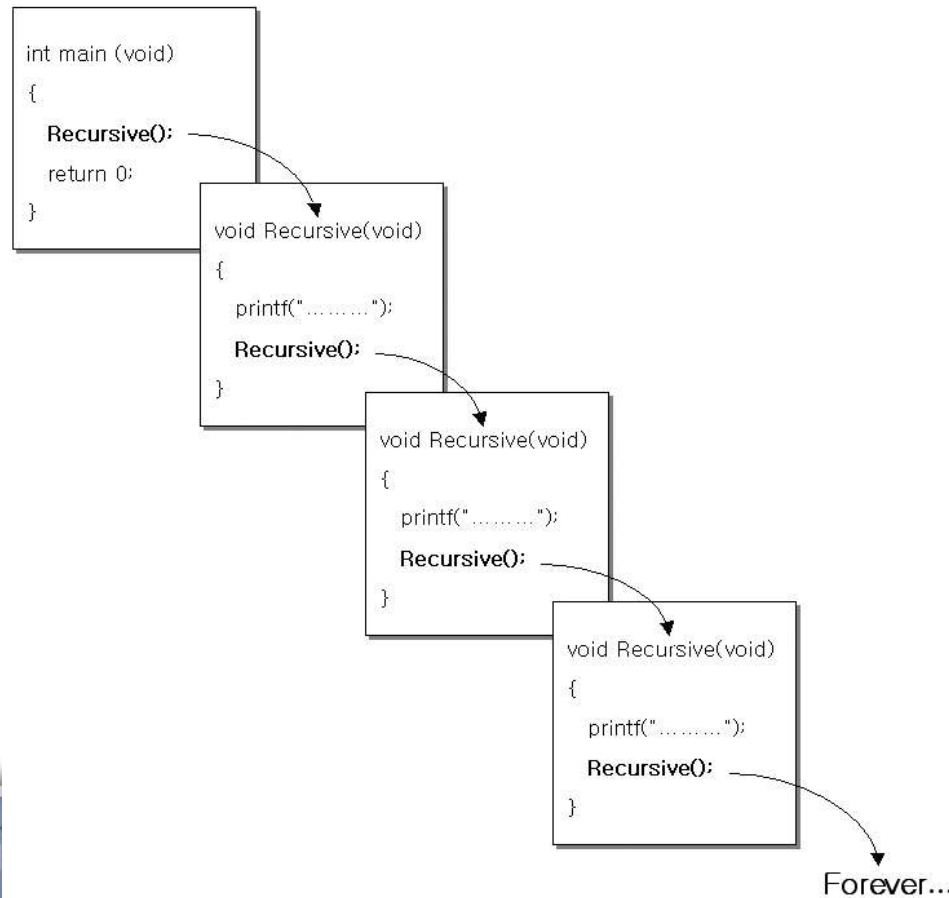 int main (void)
{
Recursive();
return 0;
}
void Recursive(void)
{
printf("………");
Recursive();
}
void Recursive(void)
{
printf("………");
Recursive();
}
void Recursive(void)
{
printf("………");
Recursive();
}
Forever...